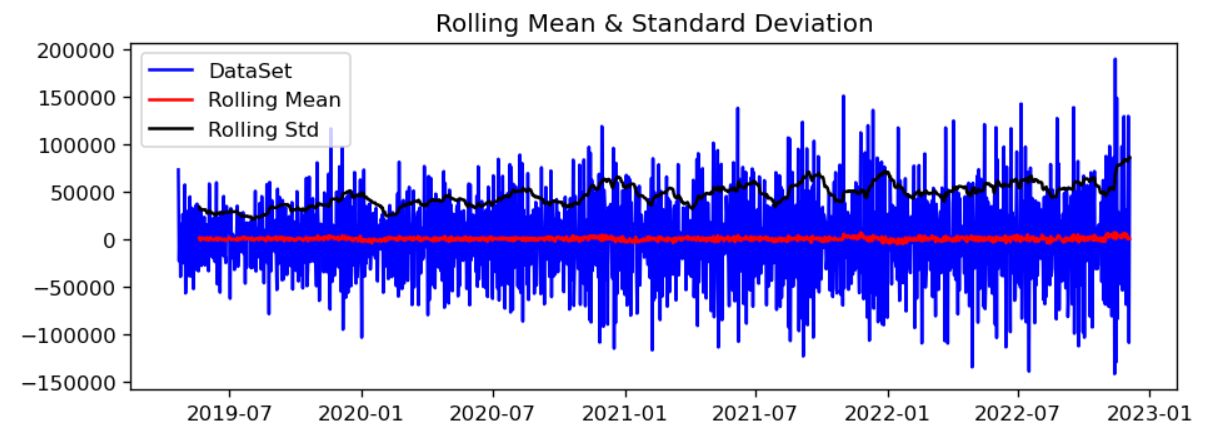 Rolling Mean & Standard Deviation
200000
150000
100000
50000
0
−50000
−100000
−150000
DataSet
Rolling Mean
Rolling Std
2019-07 2020-01 2020-07 2021-01 2021-07 2022-01 2022-07 2023-01